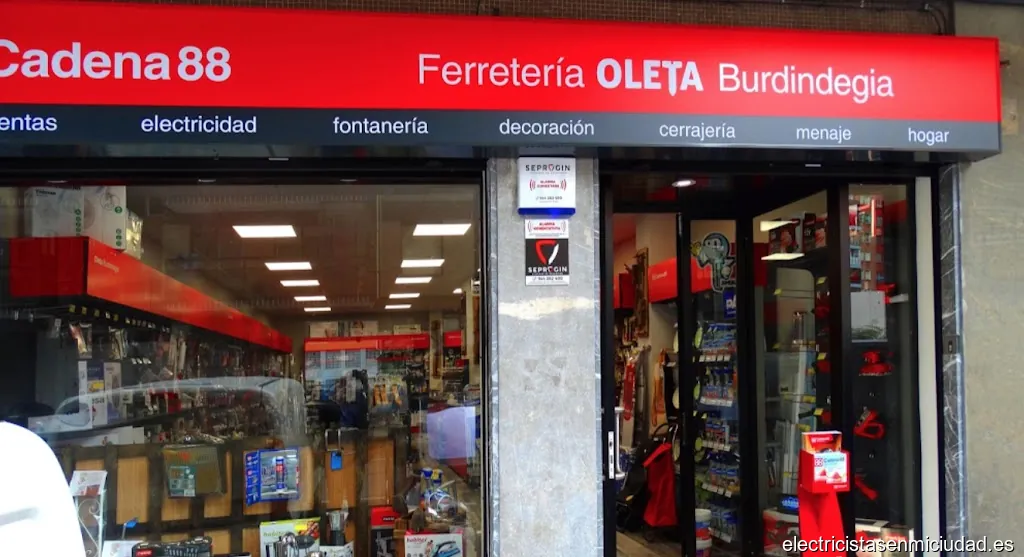 Cadena 88
Ferretería OLETA Burdindegia
entas electricidad fontanería decoración cerrajería menaje hogar
SEPROGIN
SEPROGIN
electricistasenmiciudad.es